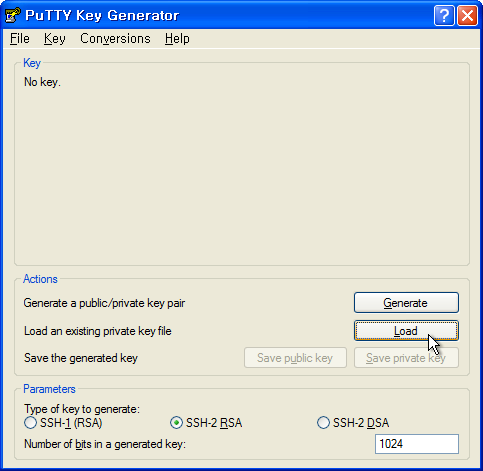 PuTTY Key Generator
File Key Conversions Help
Key
No key.
Actions
Generate a public/private key pair
Generate
Load an existing private key file
Load
Save the generated key
Save public key
Save private key
Parameters
Type of key to generate:
SSH-1 (RSA) SSH-2 RSA SSH-2 DSA
Number of bits in a generated key:
1024